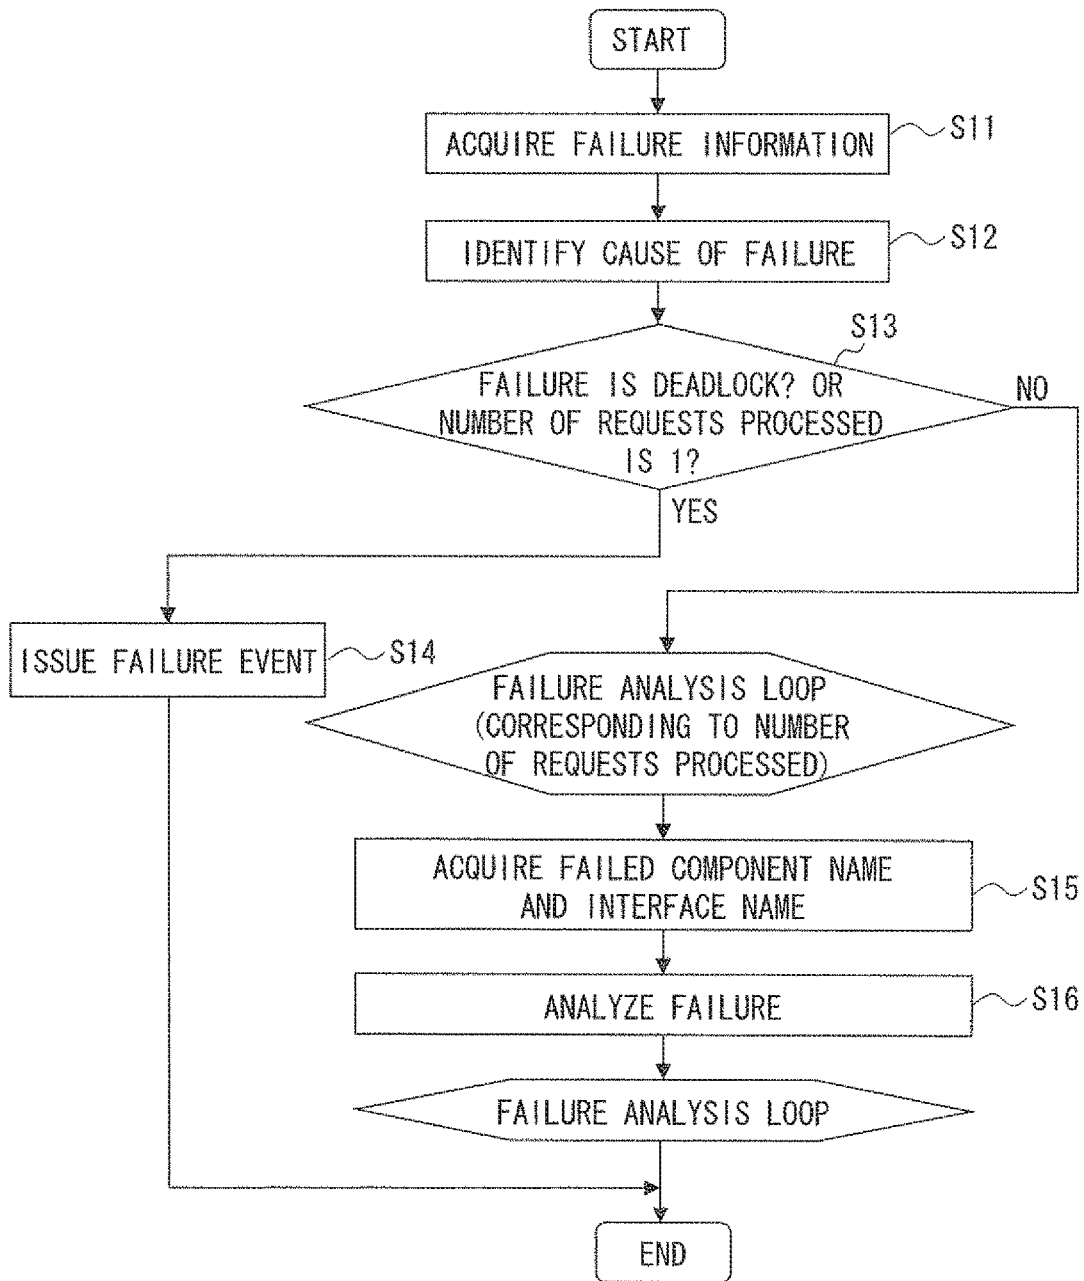 START
ACQUIRE FAILURE INFORMATION
S11
IDENTIFY CAUSE OF FAILURE
S12
S13
FAILURE IS DEADLOCK? OR
NUMBER OF REQUESTS PROCESSED
IS 1?
NO
YES
ISSUE FAILURE EVENT
S14
FAILURE ANALYSIS LOOP
(CORRESPONDING TO NUMBER
OF REQUESTS PROCESSED)
ACQUIRE FAILED COMPONENT NAME
AND INTERFACE NAME
S15
ANALYZE FAILURE
S16
FAILURE ANALYSIS LOOP
END